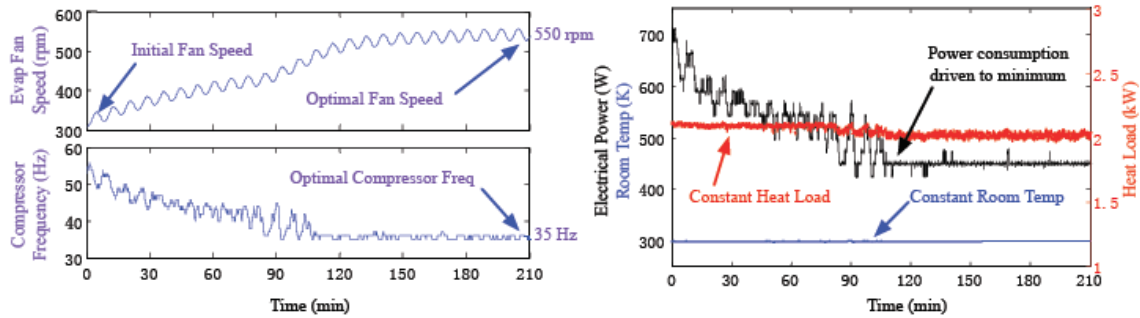 600
500
400
300
Evap Fan
Speed (rpm)
Initial Fan Speed
Optimal Fan Speed
550 rpm
60
50
40
30
Compressor
Frequency (Hz)
Optimal Compressor Freq
35 Hz
0 30 60 90 120 150 180 210
Time (min)
700
600
500
400
300
Electrical Power (W)
Room Temp (K)
Power consumption
driven to minimum
Constant Heat Load
Constant Room Temp
3
2.5
2
1.5
1
Heat Load (kW)
0 30 60 90 120 150 180 210
Time (min)